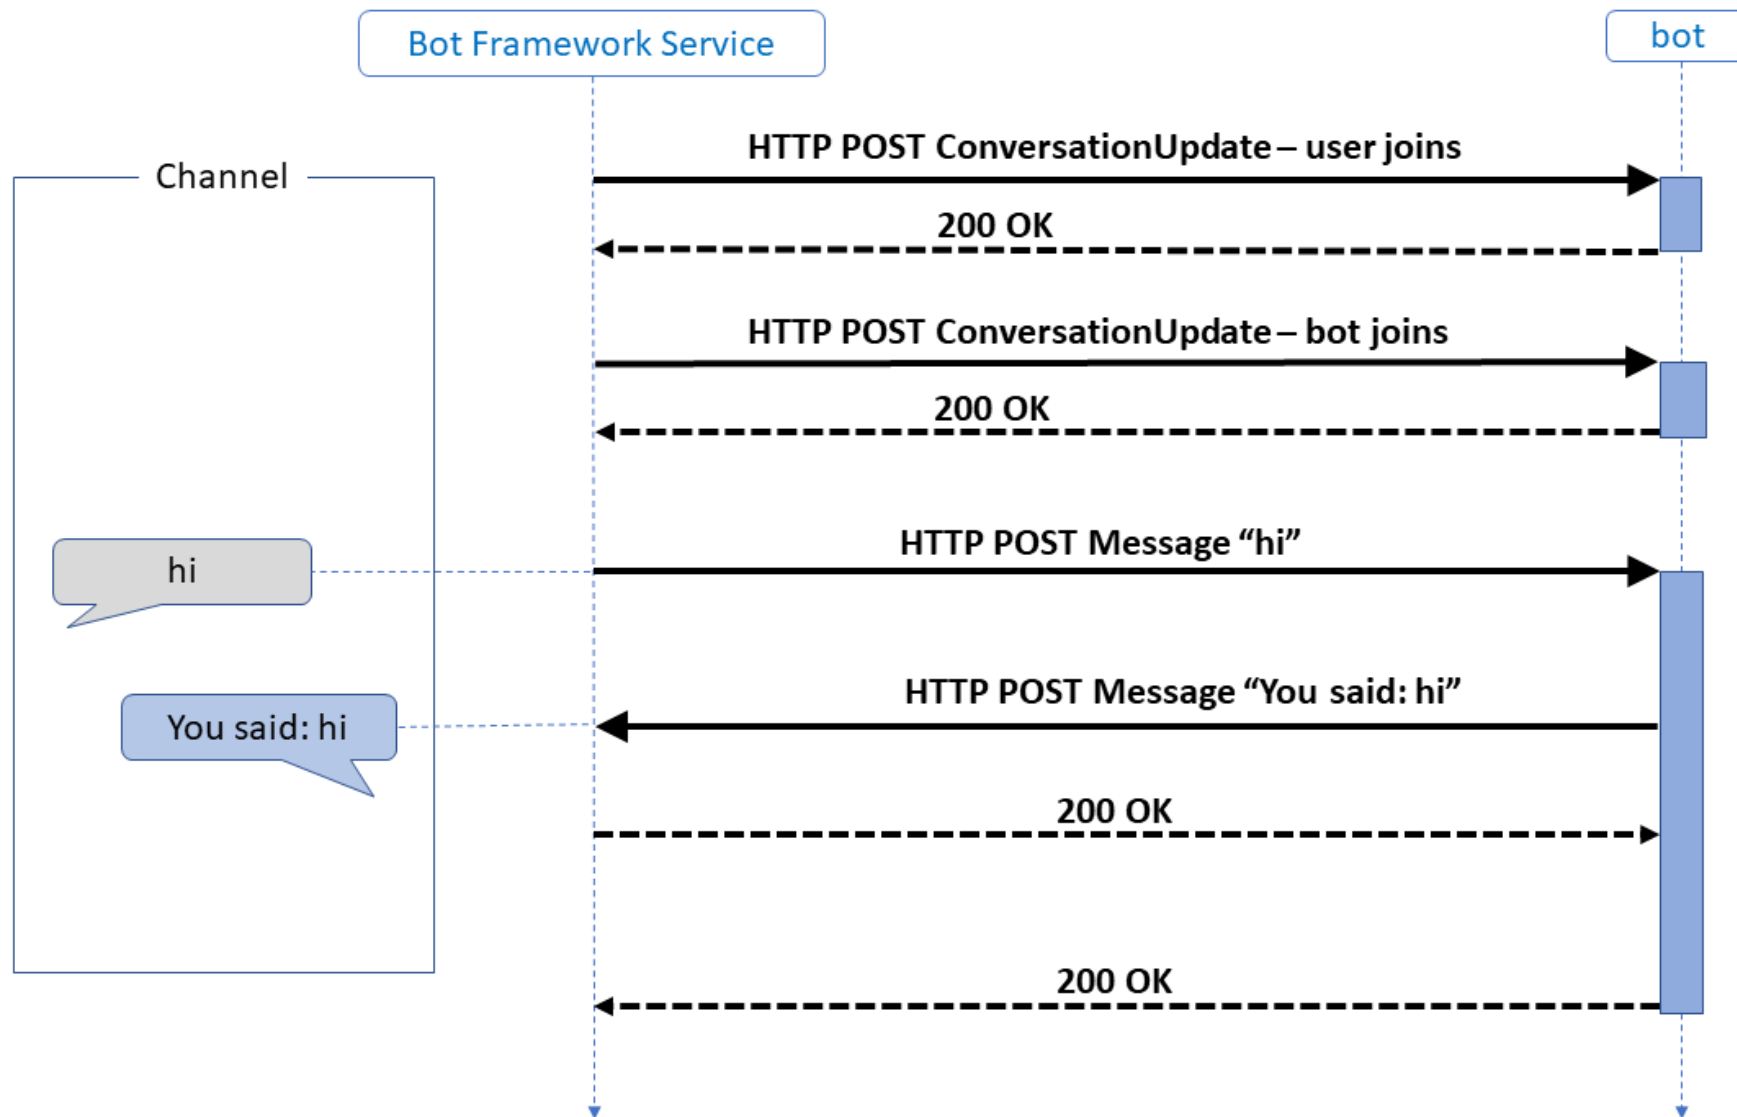 Bot Framework Service
bot
HTTP POST ConversationUpdate – user joins
Channel
200 OK
HTTP POST ConversationUpdate – bot joins
200 OK
HTTP POST Message “hi”
hi
HTTP POST Message “You said: hi”
You said: hi
200 OK
200 OK